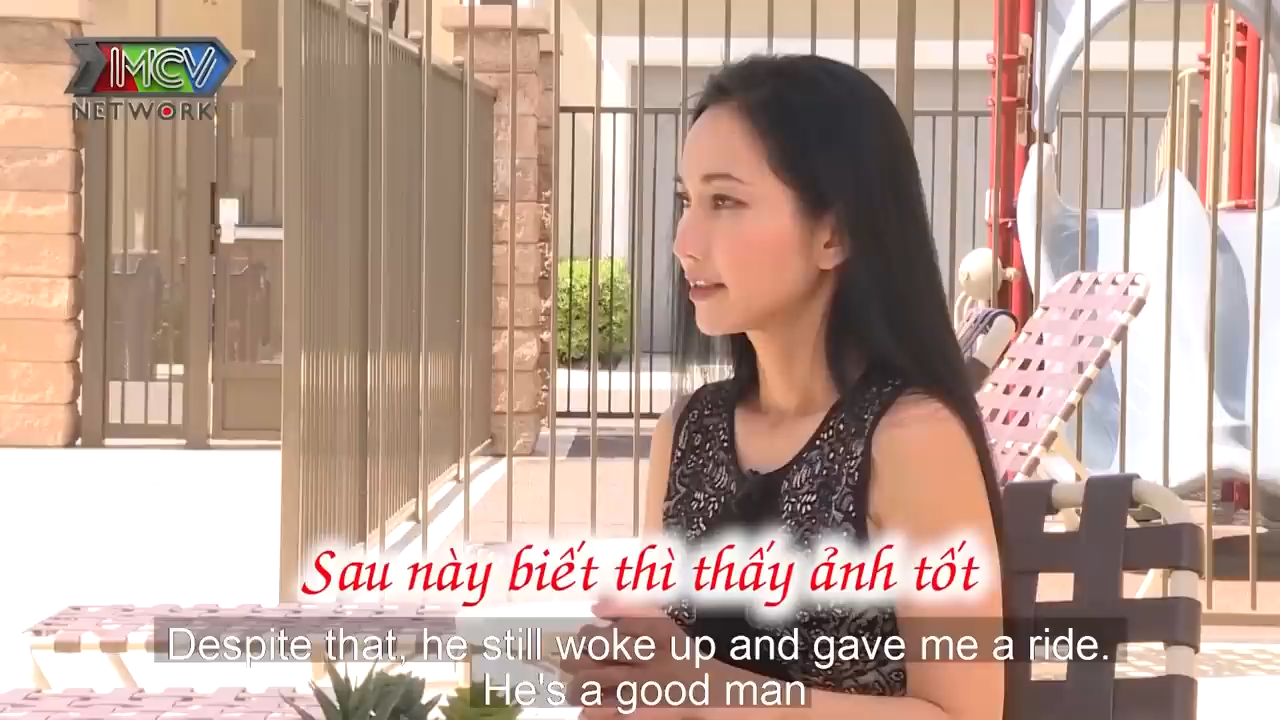 MCV
NETWORK
Sau này biết thì thấy ảnh tốt
Despite that, he still woke up and gave me a ride.
He's a good man